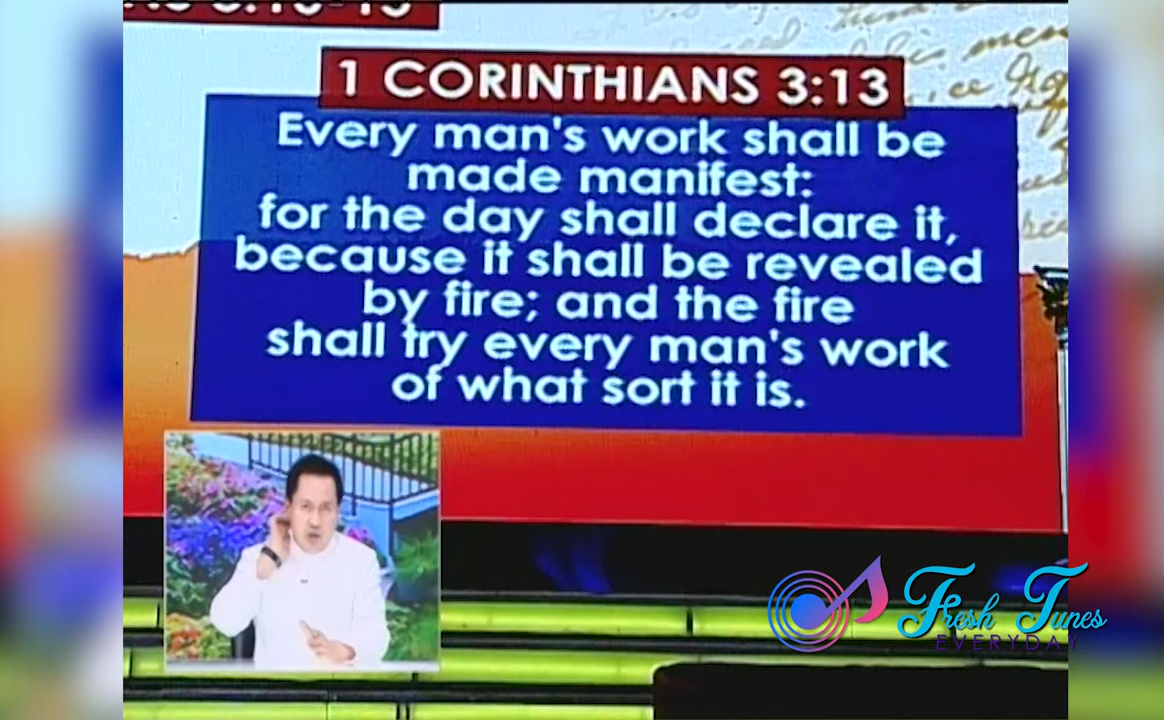 1 CORINTHIANS 3:13
Every man's work shall be
made manifest:
for the day shall declare it,
because it shall be revealed
by fire; and the fire
shall try every man's work
of what sort it is.
Fresh Tunes
EVERYDAY